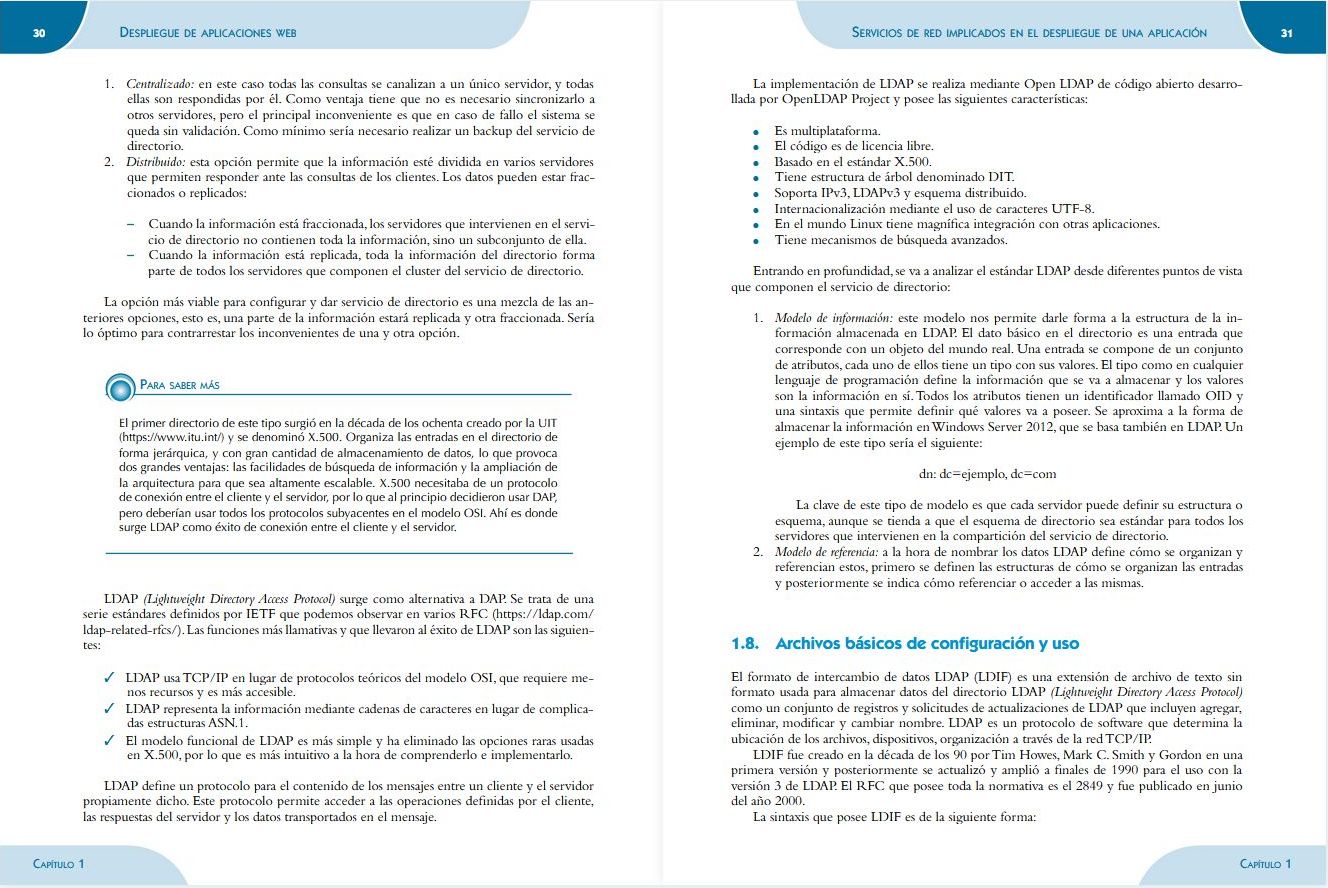 30
DESPLIEGUE DE APLICACIONES WEB
1. Centralizado: en este caso todas las consultas se canalizan a un único servidor, y todas
ellas son respondidas por él. Como ventaja tiene que no es necesario sincronizarlo a
otros servidores, pero el principal inconveniente es que en caso de fallo el sistema se
queda sin validación. Como mínimo sería necesario realizar un backup del servicio de
directorio.
2. Distribuido: esta opción permite que la información esté dividida en varios servidores
que permiten responder ante las consultas de los clientes. Los datos pueden estar frac-
cionados o replicados:
– Cuando la información está fraccionada, los servidores que intervienen en el servi-
cio de directorio no contienen toda la información, sino un subconjunto de ella.
– Cuando la información está replicada, toda la información del directorio forma
parte de todos los servidores que componen el cluster del servicio de directorio.
La opción más viable para configurar y dar servicio de directorio es una mezcla de las an-
teriores opciones, esto es, una parte de la información estará replicada y otra fraccionada. Sería
lo óptimo para contrarrestar los inconvenientes de una y otra opción.
PARA SABER MÁS
El primer directorio de este tipo surgió en la década de los ochenta creado por la UIT
(https://www.itu.int/) y se denominó X.500. Organiza las entradas en el directorio de
forma jerárquica, y con gran cantidad de almacenamiento de datos, lo que provoca
dos grandes ventajas: las facilidades de búsqueda de información y la ampliación de
la arquitectura para que sea altamente escalable. X.500 necesitaba de un protocolo
de conexión entre el cliente y el servidor, por lo que al principio decidieron usar DAP,
pero deberían usar todos los protocolos subyacentes en el modelo OSI. Ahí es donde
surge LDAP como éxito de conexión entre el cliente y el servidor.
LDAP (Lightweight Directory Access Protocol) surge como alternativa a DAP. Se trata de una
serie estándares definidos por IETF que podemos observar en varios RFC (https://ldap.com/
ldap-related-rfcs/). Las funciones más llamativas y que llevaron al éxito de LDAP son las siguien-
tes:
✓ LDAP usa TCP/IP en lugar de protocolos teóricos del modelo OSI, que requiere me-
nos recursos y es más accesible.
✓ LDAP representa la información mediante cadenas de caracteres en lugar de complica-
das estructuras ASN.1.
✓ El modelo funcional de LDAP es más simple y ha eliminado las opciones raras usadas
en X.500, por lo que es más intuitivo a la hora de comprenderlo e implementarlo.
LDAP define un protocolo para el contenido de los mensajes entre un cliente y el servidor
propiamente dicho. Este protocolo permite acceder a las operaciones definidas por el cliente,
las respuestas del servidor y los datos transportados en el mensaje.
CAPÍTULO 1
SERVICIOS DE RED IMPLICADOS EN EL DESPLIEGUE DE UNA APLICACIÓN
31
La implementación de LDAP se realiza mediante Open LDAP de código abierto desarro-
llada por OpenLDAP Project y posee las siguientes características:
• Es multiplataforma.
• El código es de licencia libre.
• Basado en el estándar X.500.
• Tiene estructura de árbol denominado DIT.
• Soporta IPv3, LDAPv3 y esquema distribuido.
• Internacionalización mediante el uso de caracteres UTF-8.
• En el mundo Linux tiene magnífica integración con otras aplicaciones.
• Tiene mecanismos de búsqueda avanzados.
Entrando en profundidad, se va a analizar el estándar LDAP desde diferentes puntos de vista
que componen el servicio de directorio:
1. Modelo de información: este modelo nos permite darle forma a la estructura de la in-
formación almacenada en LDAP. El dato básico en el directorio es una entrada que
corresponde con un objeto del mundo real. Una entrada se compone de un conjunto
de atributos, cada uno de ellos tiene un tipo con sus valores. El tipo como en cualquier
lenguaje de programación define la información que se va a almacenar y los valores
son la información en sí. Todos los atributos tienen un identificador llamado OID y
una sintaxis que permite definir qué valores va a poseer. Se aproxima a la forma de
almacenar la información en Windows Server 2012, que se basa también en LDAP. Un
ejemplo de este tipo sería el siguiente:
dn: dc=ejemplo, dc=com
La clave de este tipo de modelo es que cada servidor puede definir su estructura o
esquema, aunque se tienda a que el esquema de directorio sea estándar para todos los
servidores que intervienen en la compartición del servicio de directorio.
2. Modelo de referencia: a la hora de nombrar los datos LDAP define cómo se organizan y
referencian estos, primero se definen las estructuras de cómo se organizan las entradas
y posteriormente se indica cómo referenciar o acceder a las mismas.
1.8. Archivos básicos de configuración y uso
El formato de intercambio de datos LDAP (LDIF) es una extensión de archivo de texto sin
formato usada para almacenar datos del directorio LDAP (Lightweight Directory Access Protocol)
como un conjunto de registros y solicitudes de actualizaciones de LDAP que incluyen agregar,
eliminar, modificar y cambiar nombre. LDAP es un protocolo de software que determina la
ubicación de los archivos, dispositivos, organización a través de la red TCP/IP.
LDIF fue creado en la década de los 90 por Tim Howes, Mark C. Smith y Gordon en una
primera versión y posteriormente se actualizó y amplió a finales de 1990 para el uso con la
versión 3 de LDAP. El RFC que posee toda la normativa es el 2849 y fue publicado en junio
del año 2000.
La sintaxis que posee LDIF es de la siguiente forma:
CAPÍTULO 1